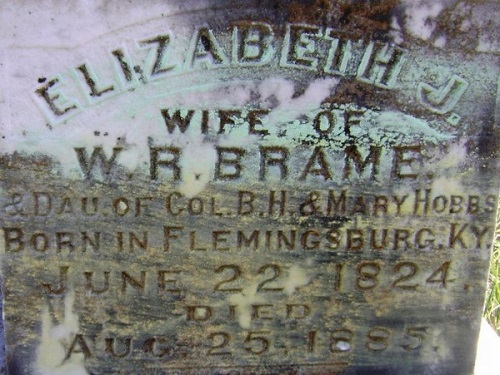 ELIZABETH J.
WIFE OF
W. R. BRAME.
& DAU. OF COL. B. H. & MARY HOBBS
BORN IN FLEMINGSBURG. KY.
JUNE 22, 1824.
DIED
AUG. 25, 1885.